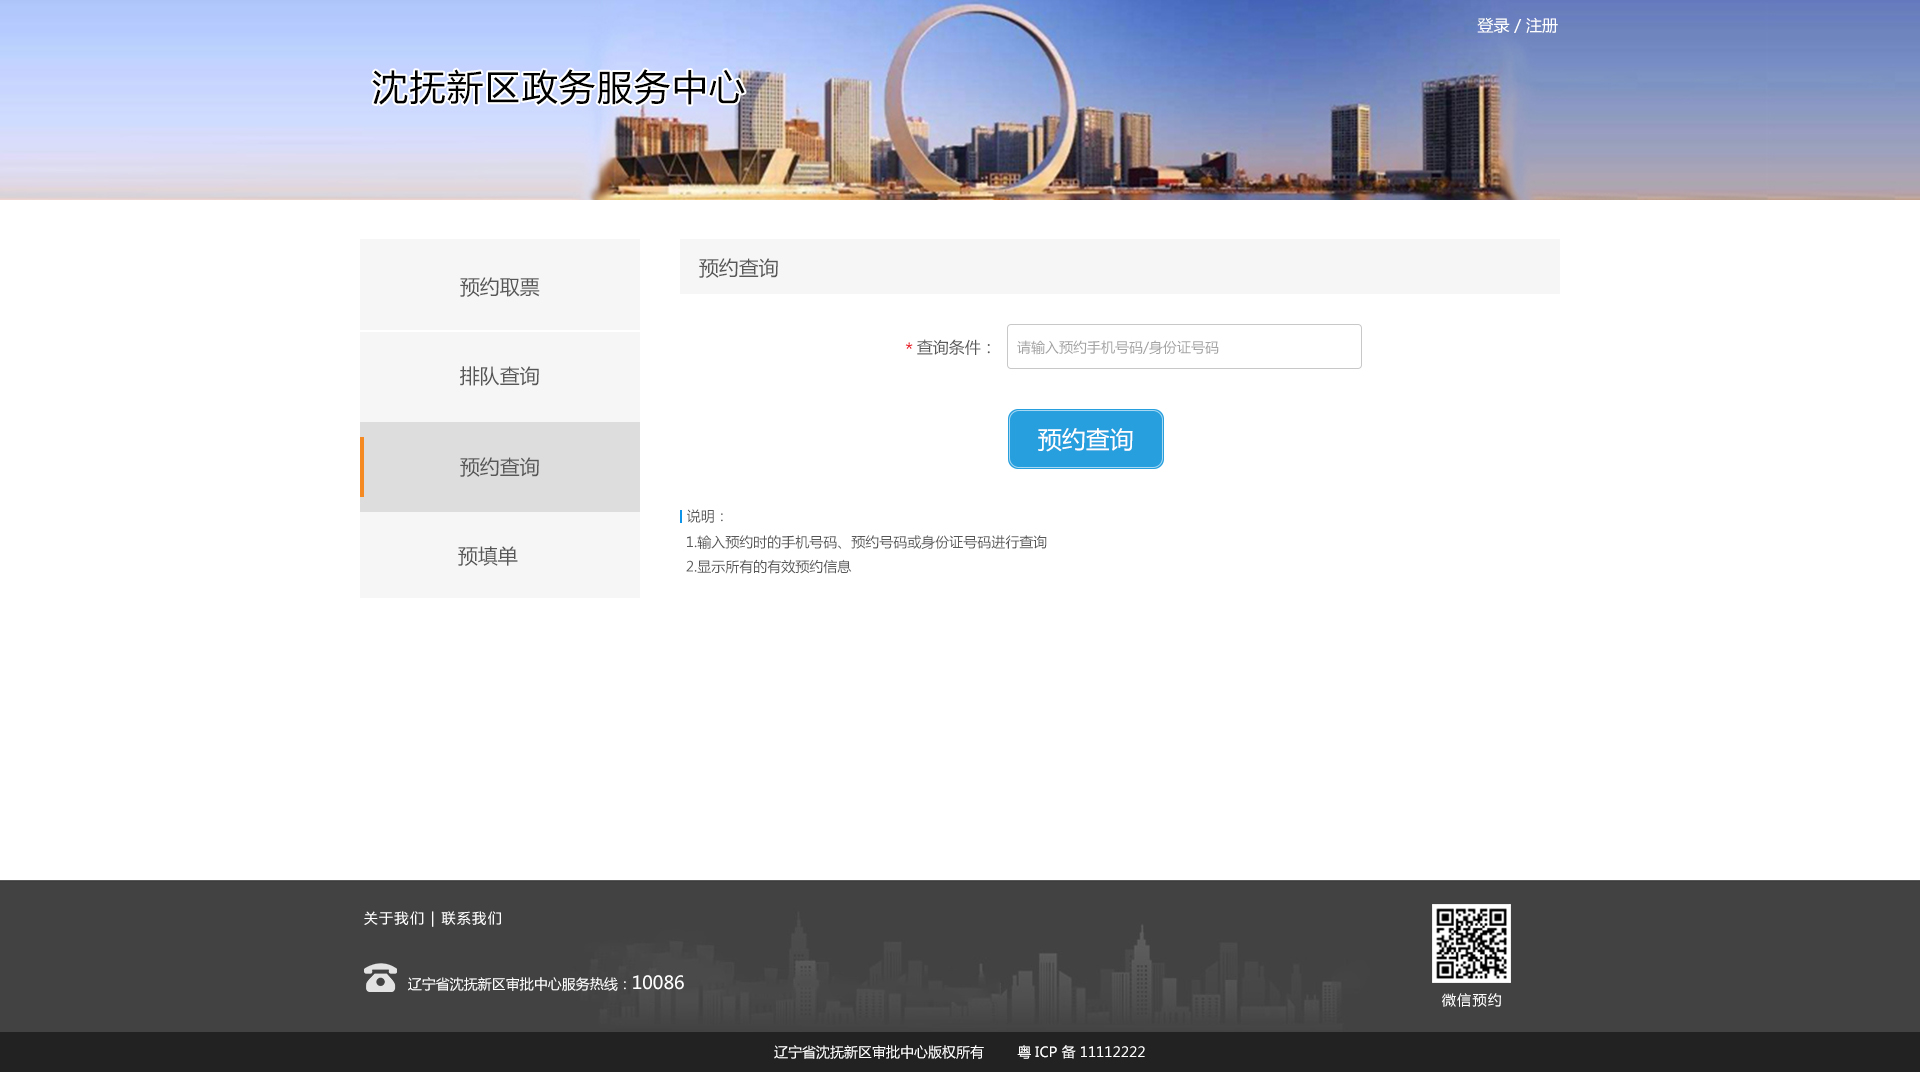 登录 / 注册
沈抚新区政务服务中心
预约取票
排队查询
预约查询
预填单
预约查询
* 查询条件：
请输入预约手机号码/身份证号码
预约查询
说明：
1.输入预约时的手机号码、预约号码或身份证号码进行查询
2.显示所有的有效预约信息
关于我们 | 联系我们
辽宁省沈抚新区审批中心服务热线：10086
微信预约
辽宁省沈抚新区审批中心版权所有 粤 ICP 备 11112222